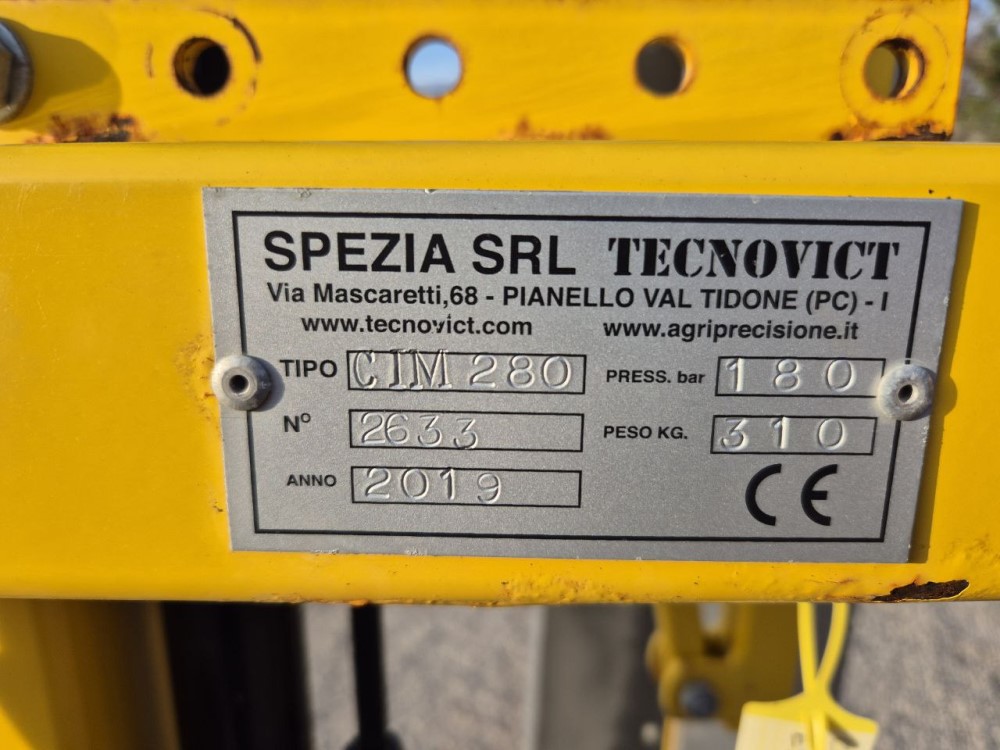 SPEZIA SRL TECNOVICT
Via Mascaretti,68 - PIANELLO VAL TIDONE (PC) - I
www.tecnovict.com www.agriprecisione.it
TIPO CIM 280 PRESS. bar 180
N° 2633 PESO KG. 310
ANNO 2019 CE